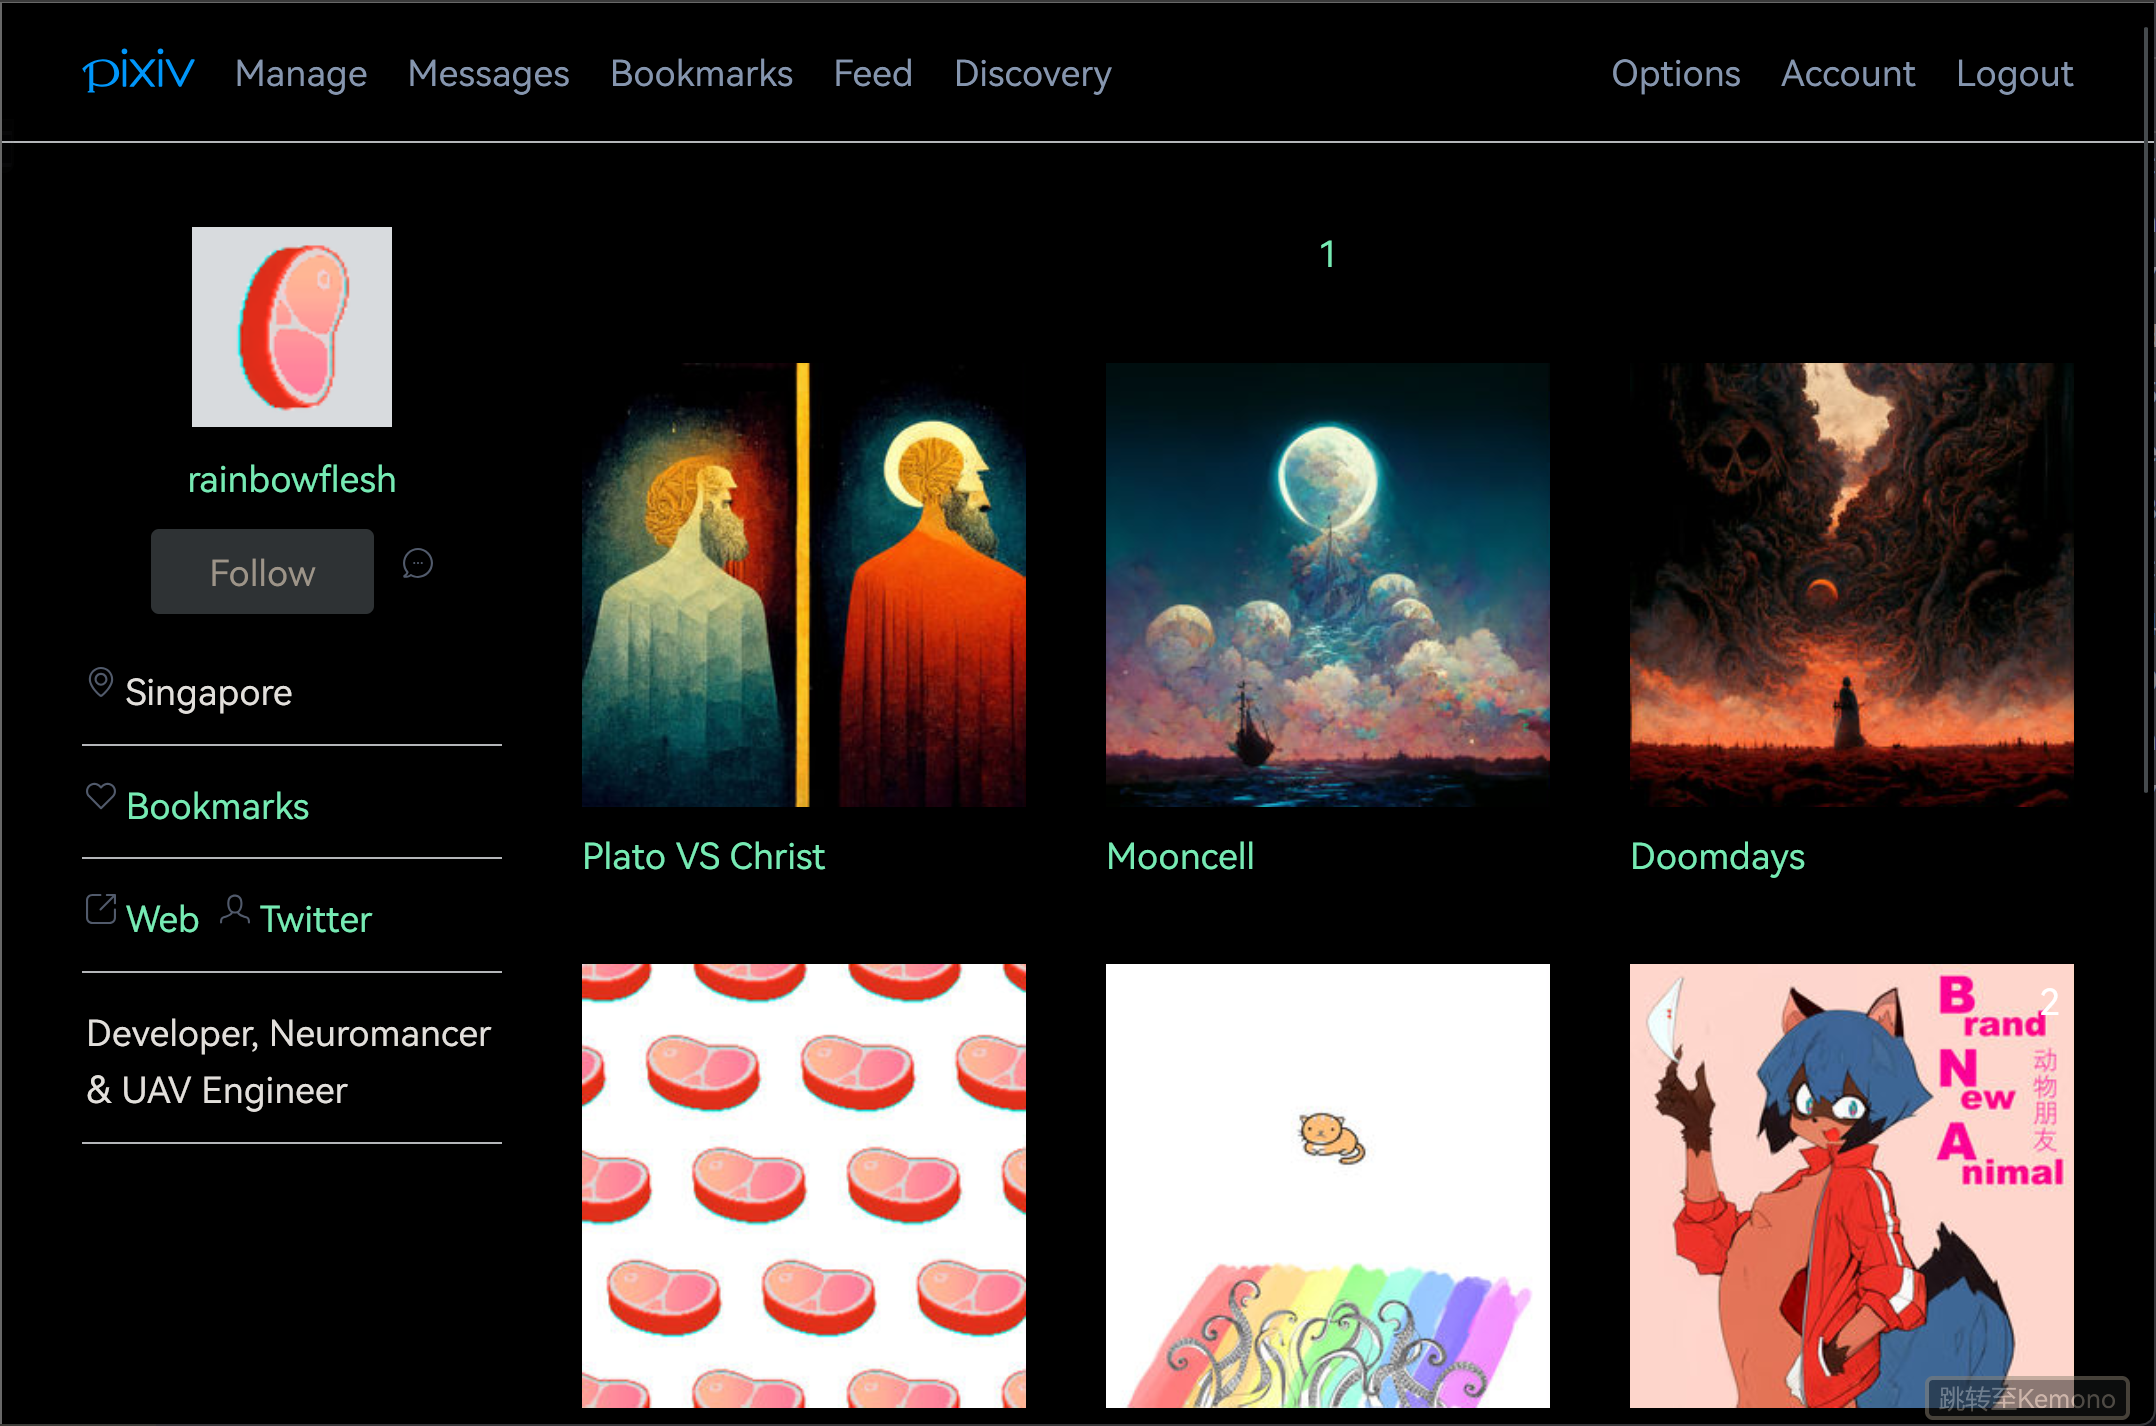 pixiv Manage Messages Bookmarks Feed Discovery Options Account Logout
1
rainbowflesh
Follow
Singapore
Bookmarks
Web Twitter
Developer, Neuromancer
& UAV Engineer
Plato VS Christ
Mooncell
Doomdays
2
Brand
New
Animal
动物朋友
跳转至Kemono